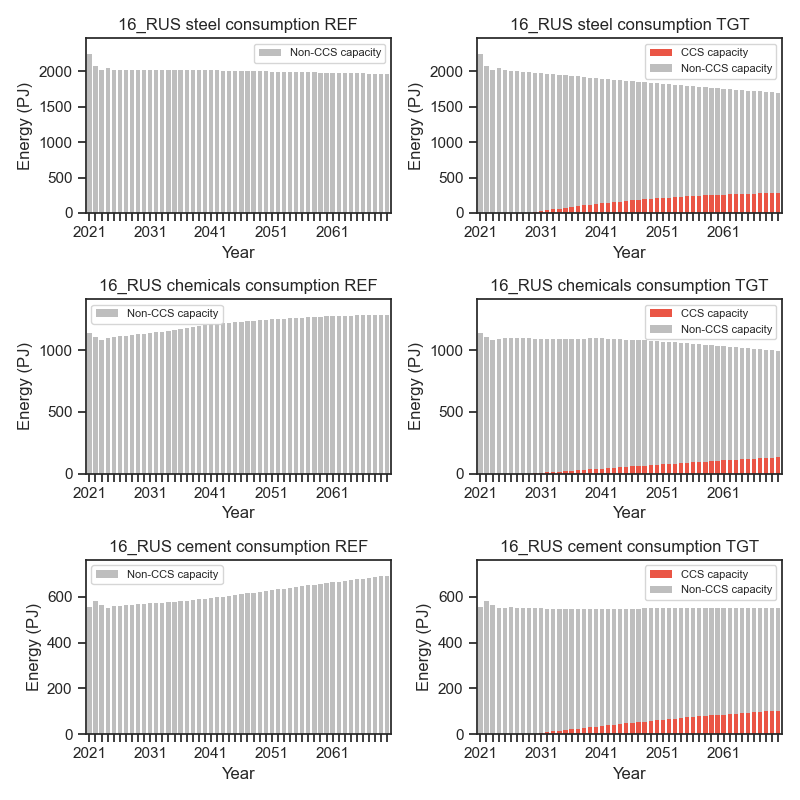 16_RUS steel consumption REF
Non-CCS capacity
Energy (PJ)
2000
1500
1000
500
0
2021 2031 2041 2051 2061
Year
16_RUS steel consumption TGT
CCS capacity
Non-CCS capacity
Energy (PJ)
2000
1500
1000
500
0
2021 2031 2041 2051 2061
Year
16_RUS chemicals consumption REF
Non-CCS capacity
Energy (PJ)
1000
500
0
2021 2031 2041 2051 2061
Year
16_RUS chemicals consumption TGT
CCS capacity
Non-CCS capacity
Energy (PJ)
1000
500
0
2021 2031 2041 2051 2061
Year
16_RUS cement consumption REF
Non-CCS capacity
Energy (PJ)
600
400
200
0
2021 2031 2041 2051 2061
Year
16_RUS cement consumption TGT
CCS capacity
Non-CCS capacity
Energy (PJ)
600
400
200
0
2021 2031 2041 2051 2061
Year